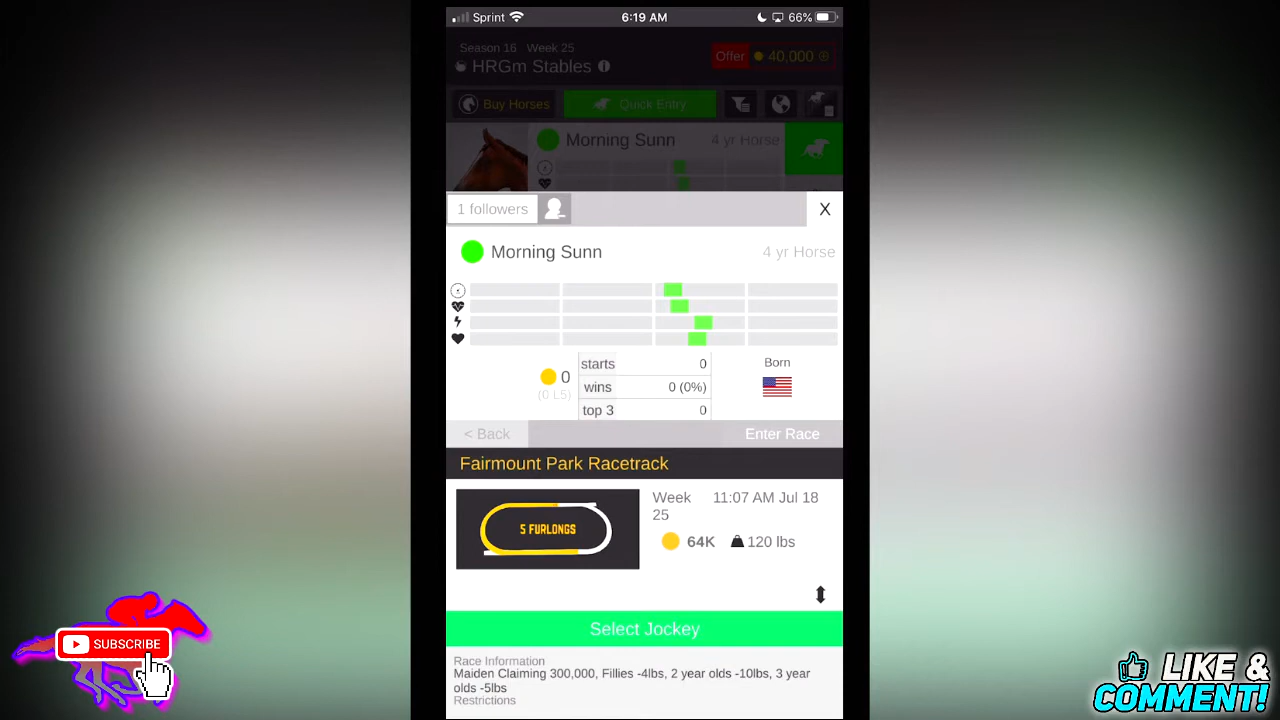 Sprint 6:19 AM 66%
Season 16 Week 25
HRGm Stables
Offer 40,000
Buy Horses Quick Entry
Morning Sunn 4 yr Horse
1 followers X
Morning Sunn 4 yr Horse
starts 0 Born
0 wins 0 (0%)
(0 L5)
top 3 0
< Back Enter Race
Fairmount Park Racetrack
Week 11:07 AM Jul 18
25
5 FURLONGS
64K 120 lbs
Select Jockey
Race Information
Maiden Claiming 300,000, Fillies -4lbs, 2 year olds -10lbs, 3 year
olds -5lbs
Restrictions
SUBSCRIBE
LIKE &
COMMENT!